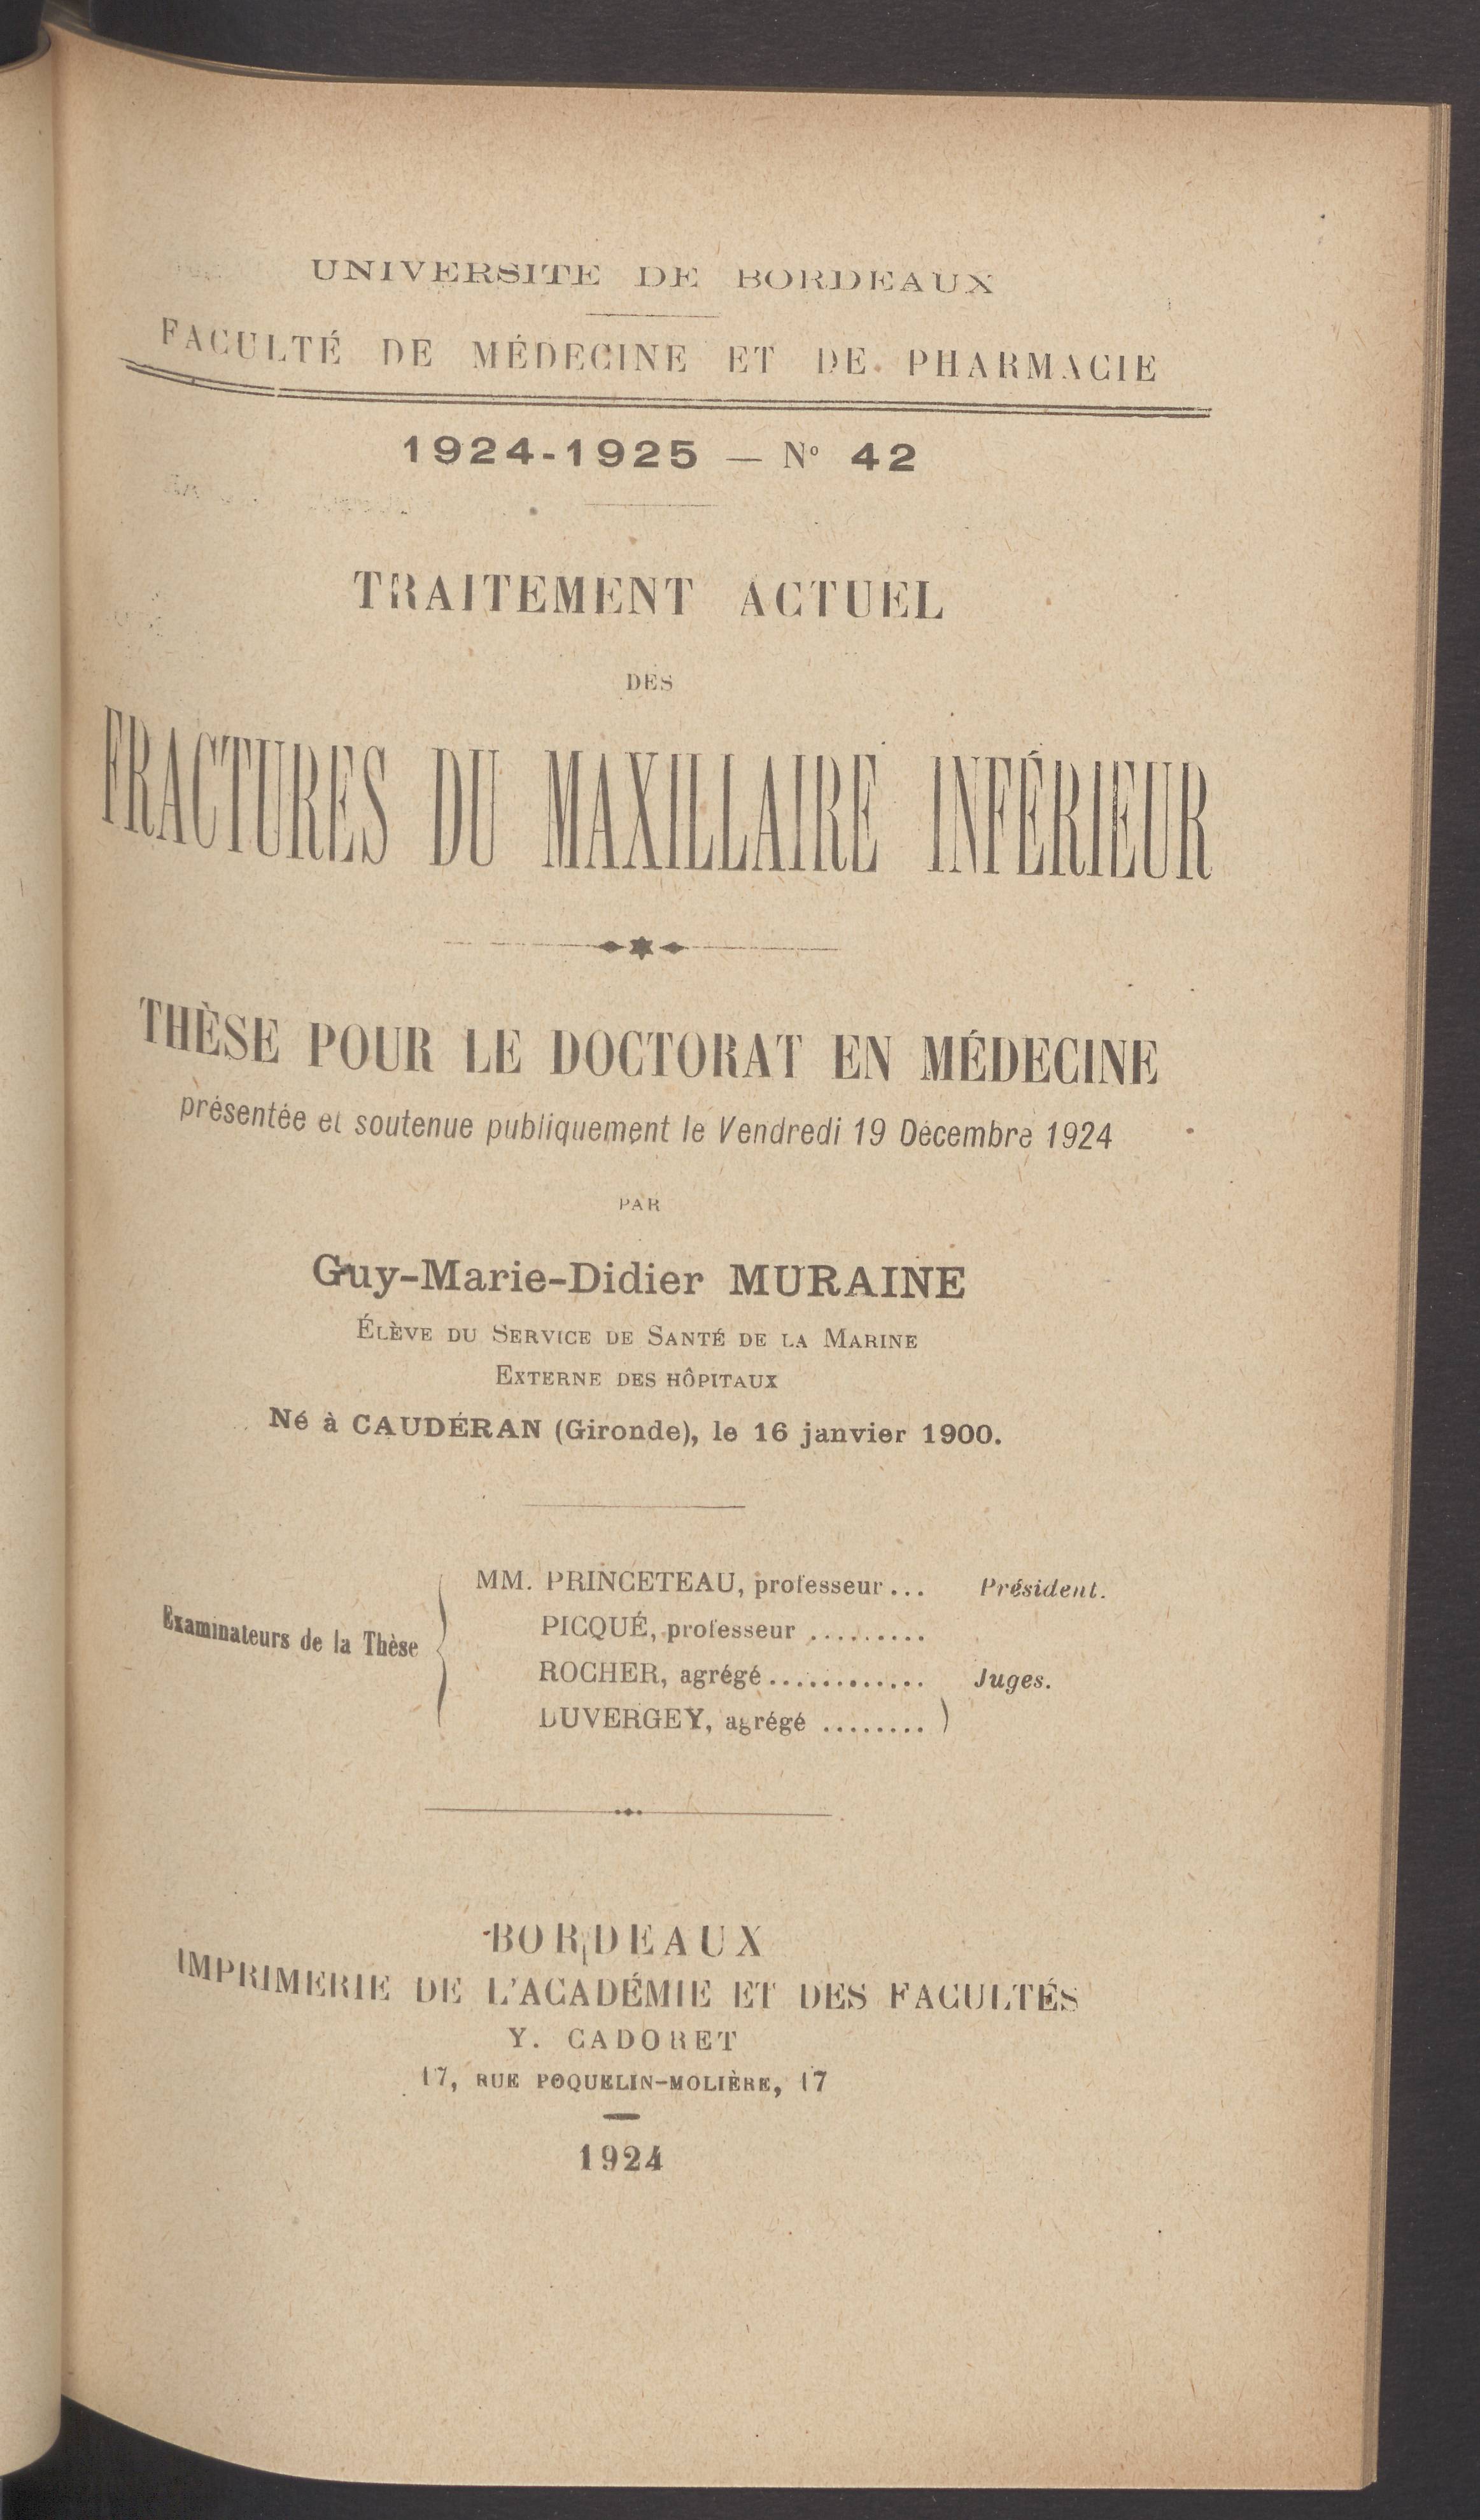 UNIVERSITE DE BORDEAUX
FACULTÉ DE MÉDECINE ET DE PHARMACIE
1924-1925 — Nº 42
TRAITEMENT ACTUEL
DES
FRACTURES DU MAXILLAIRE INFÉRIEUR
THÈSE POUR LE DOCTORAT EN MÉDECINE
présentée et soutenue publiquement le Vendredi 19 Décembre 1924
PAR
Guy-Marie-Didier MURAINE
ÉLÈVE DU SERVICE DE SANTÉ DE LA MARINE
EXTERNE DES HÔPITAUX
Né à CAUDÉRAN (Gironde), le 16 janvier 1900.
Examinateurs de la Thèse
MM. PRINCETEAU, professeur... Président.
PICQUÉ, professeur .........
ROCHER, agrégé............. Juges.
DUVERGEY, agrégé ........
BORDEAUX
IMPRIMERIE DE L'ACADÉMIE ET DES FACULTÉS
Y. CADORET
17, RUE POQUELIN-MOLIÈRE, 17
1924